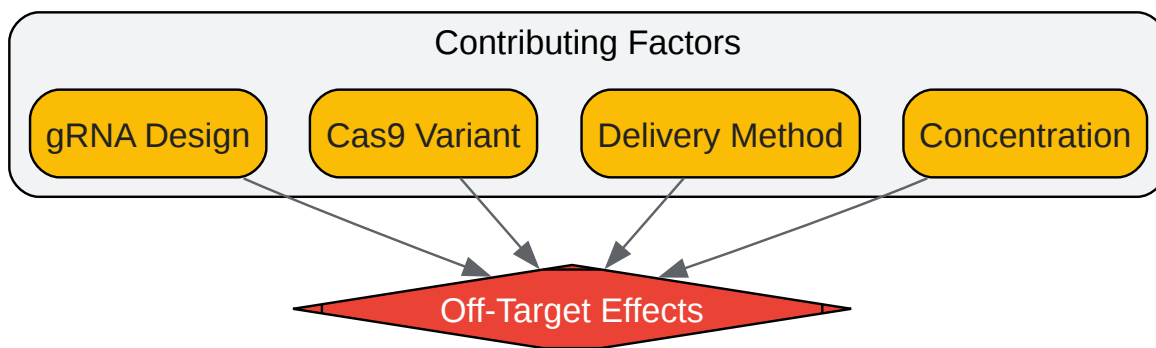 Contributing Factors
gRNA Design
Cas9 Variant
Delivery Method
Concentration
Off-Target Effects